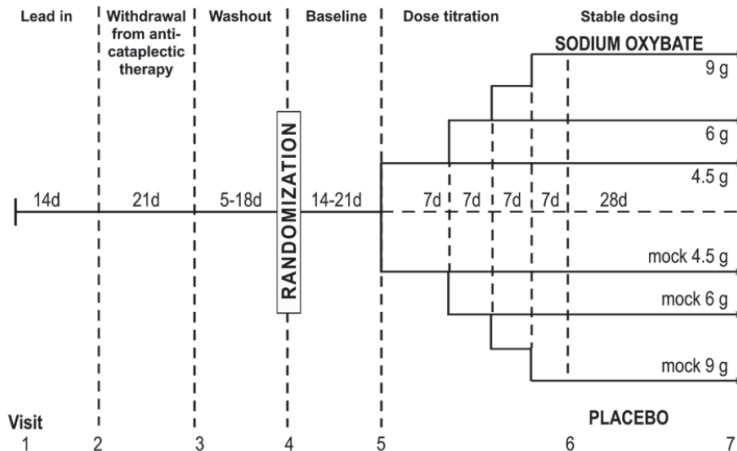 Lead in
Withdrawal
from anti-
cataplectic
therapy
Washout
Baseline
Dose titration
Stable dosing
SODIUM OXYBATE
9 g
6 g
4.5 g
14d
21d
5-18d
RANDOMIZATION
14-21d
7d
7d
7d
7d
28d
mock 4.5 g
mock 6 g
mock 9 g
PLACEBO
Visit
1
2
3
4
5
6
7